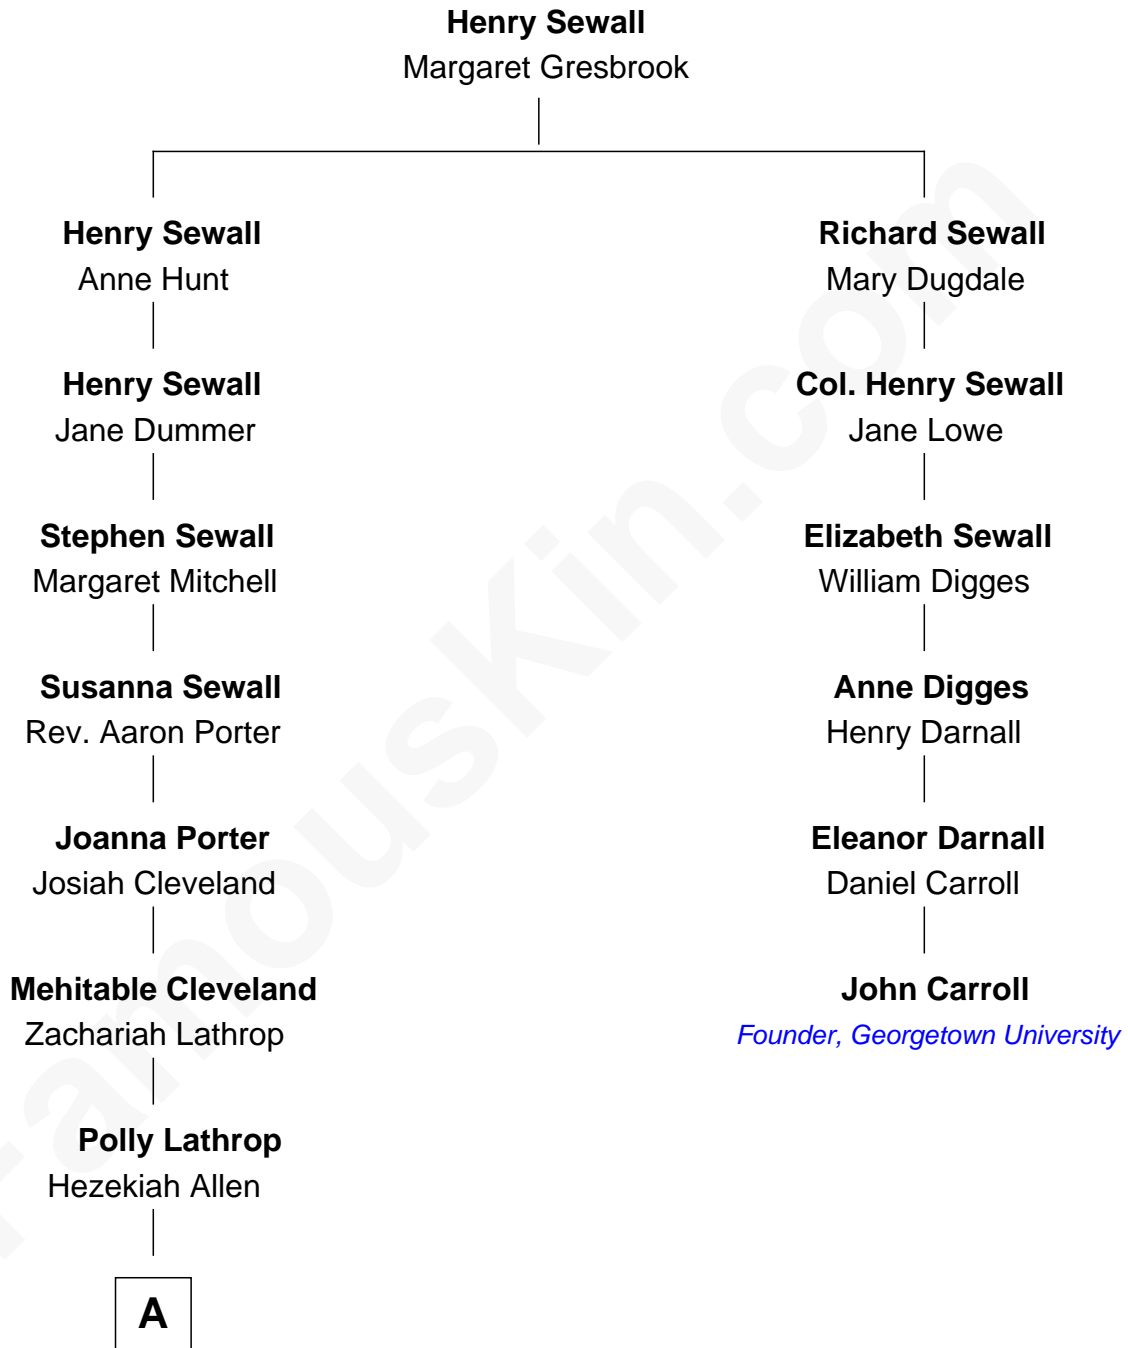 Henry Sewall
Margaret Gresbrook
Henry Sewall
Anne Hunt
Henry Sewall
Jane Dummer
Stephen Sewall
Margaret Mitchell
Susanna Sewall
Rev. Aaron Porter
Joanna Porter
Josiah Cleveland
Mehitable Cleveland
Zachariah Lathrop
Polly Lathrop
Hezekiah Allen
A
Richard Sewall
Mary Dugdale
Col. Henry Sewall
Jane Lowe
Elizabeth Sewall
William Digges
Anne Digges
Henry Darnall
Eleanor Darnall
Daniel Carroll
John Carroll
Founder, Georgetown University
FamousKin.com